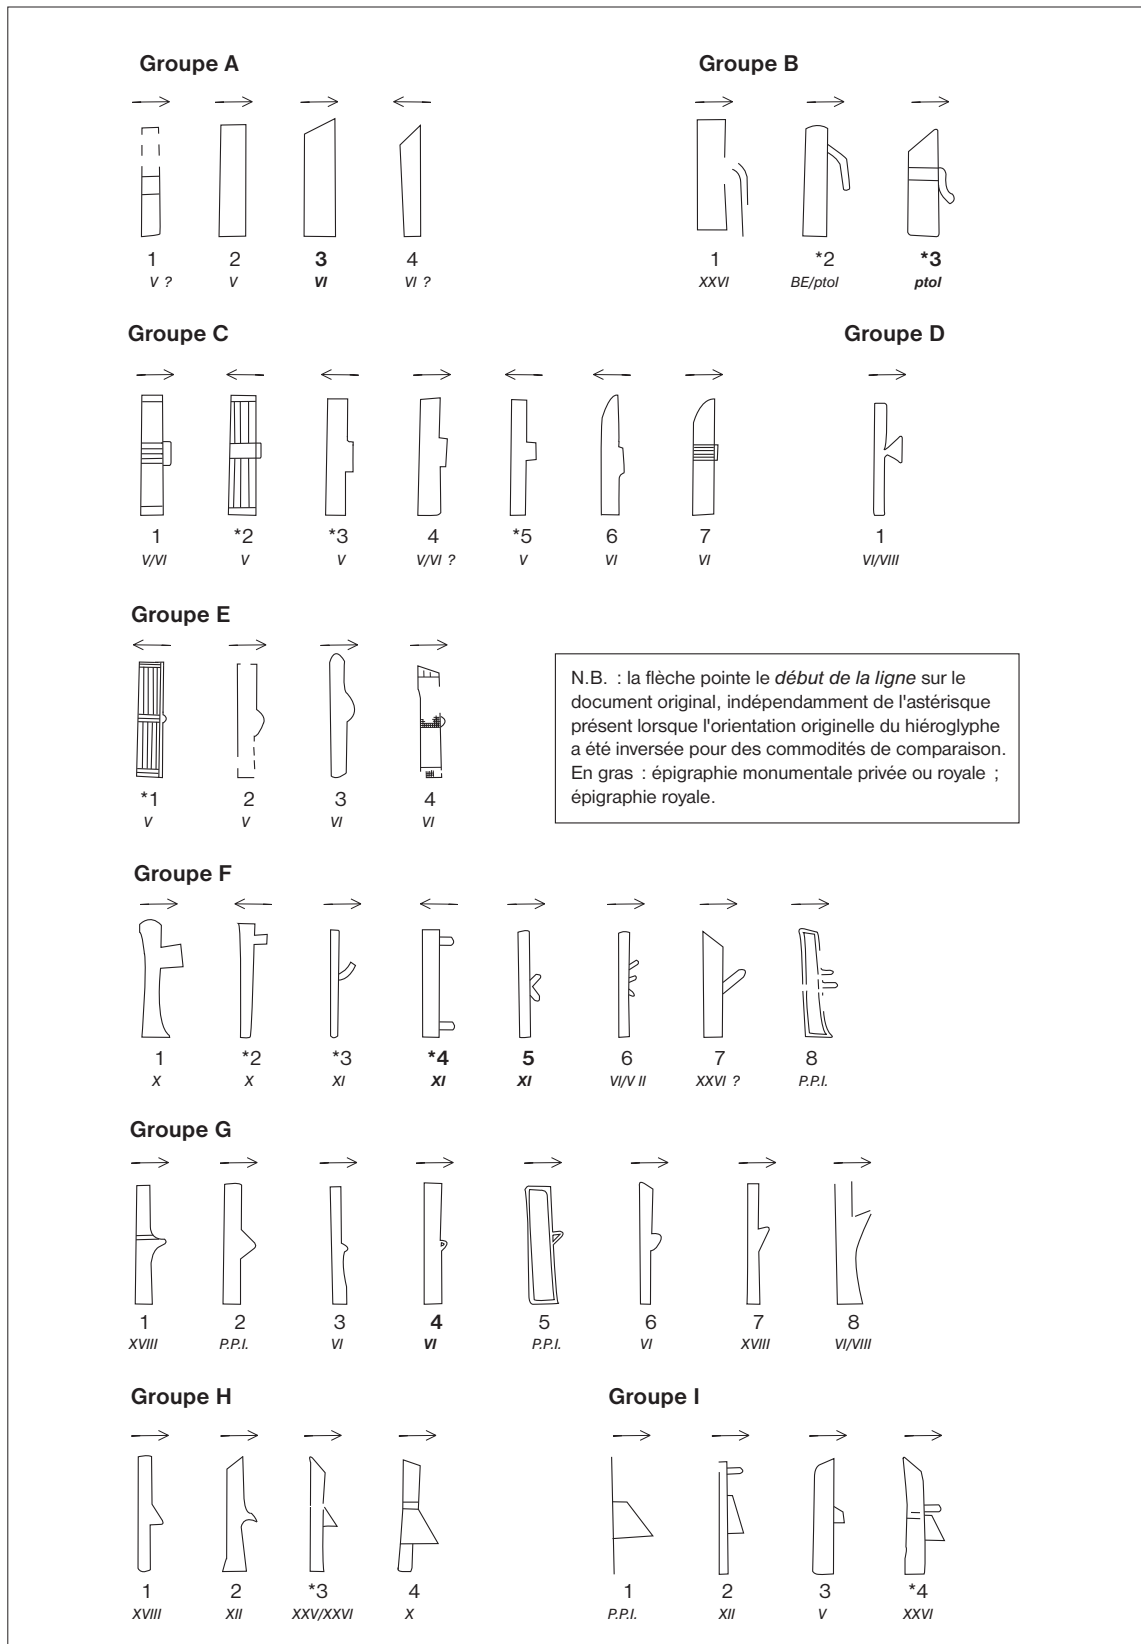 Groupe A
Groupe B
1 2 3 4 1 *2 *3
V ? V VI VI ? XXVI BE/ptol ptol
Groupe C
Groupe D
1 *2 *3 4 *5 6 7 1
V/VI V V V/VI ? V VI VI VI/VIII
Groupe E
*1 2 3 4
V V VI VI
N.B. : la flèche pointe le début de la ligne sur le
document original, indépendamment de l'astérisque
présent lorsque l'orientation originelle du hiéroglyphe
a été inversée pour des commodités de comparaison.
En gras : épigraphie monumentale privée ou royale ;
épigraphie royale.
Groupe F
1 *2 *3 *4 5 6 7 8
X X XI XI XI VI/V II XXVI ? P.P.I.
Groupe G
1 2 3 4 5 6 7 8
XVIII P.P.I. VI VI P.P.I. VI XVIII VI/VIII
Groupe H
Groupe I
1 2 *3 4 1 2 3 *4
XVIII XII XXV/XXVI X P.P.I. XII V XXVI